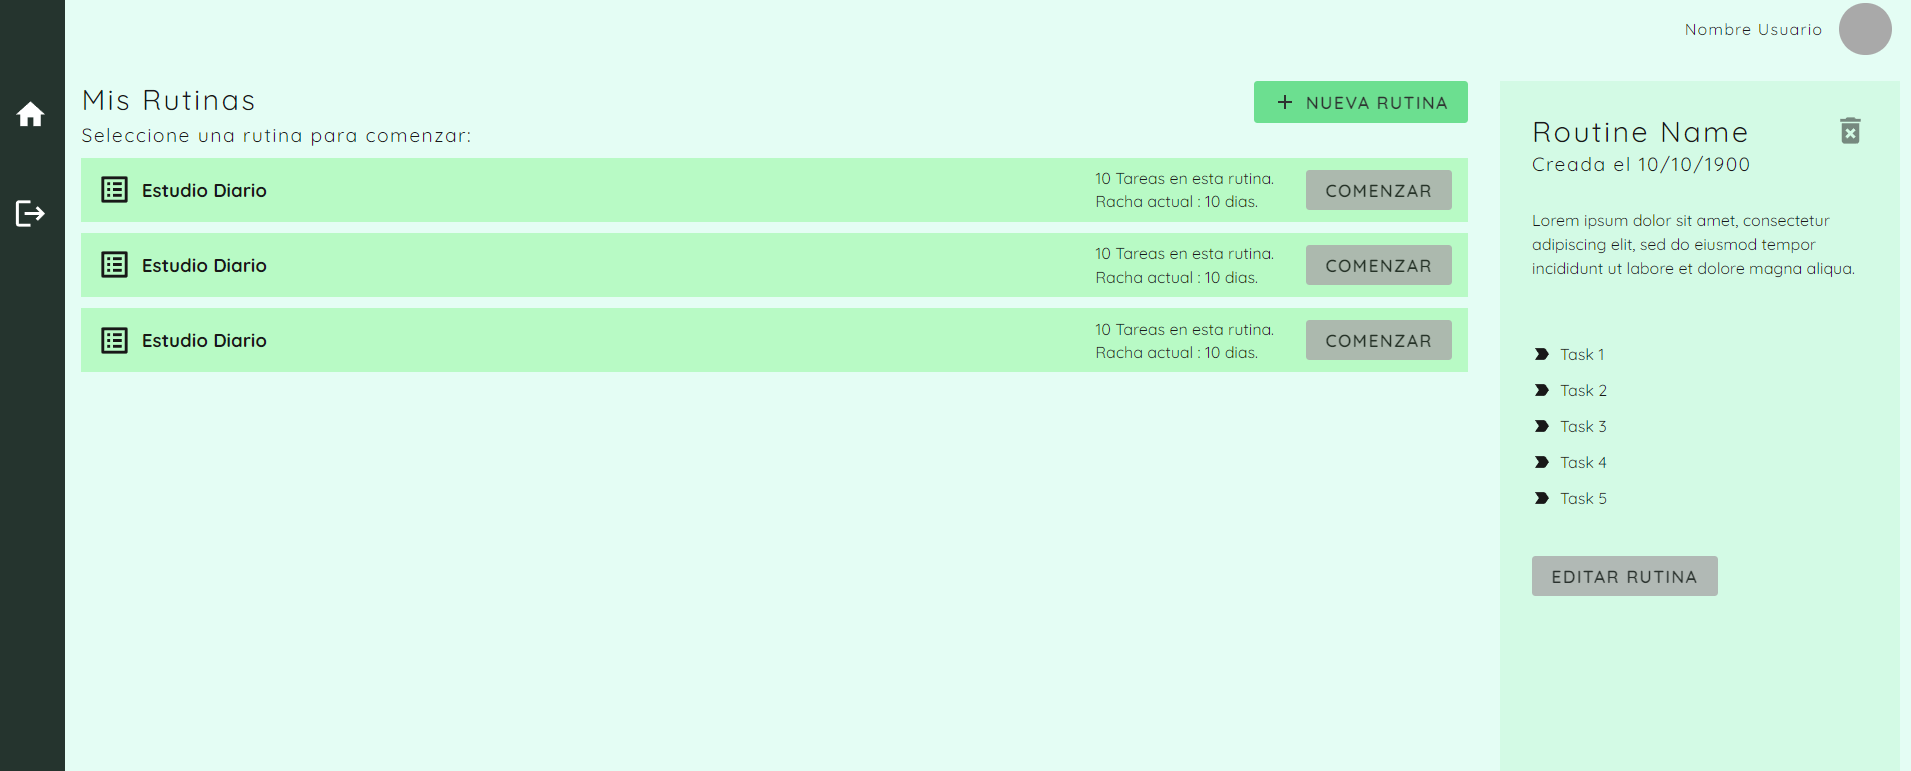 Nombre Usuario
Mis Rutinas
Seleccione una rutina para comenzar:
NUEVA RUTINA
Estudio Diario
10 Tareas en esta rutina.
Racha actual : 10 dias.
COMENZAR
Estudio Diario
10 Tareas en esta rutina.
Racha actual : 10 dias.
COMENZAR
Estudio Diario
10 Tareas en esta rutina.
Racha actual : 10 dias.
COMENZAR
Routine Name
Creada el 10/10/1900
Lorem ipsum dolor sit amet, consectetur
adipiscing elit, sed do eiusmod tempor
incididunt ut labore et dolore magna aliqua.
Task 1
Task 2
Task 3
Task 4
Task 5
EDITAR RUTINA